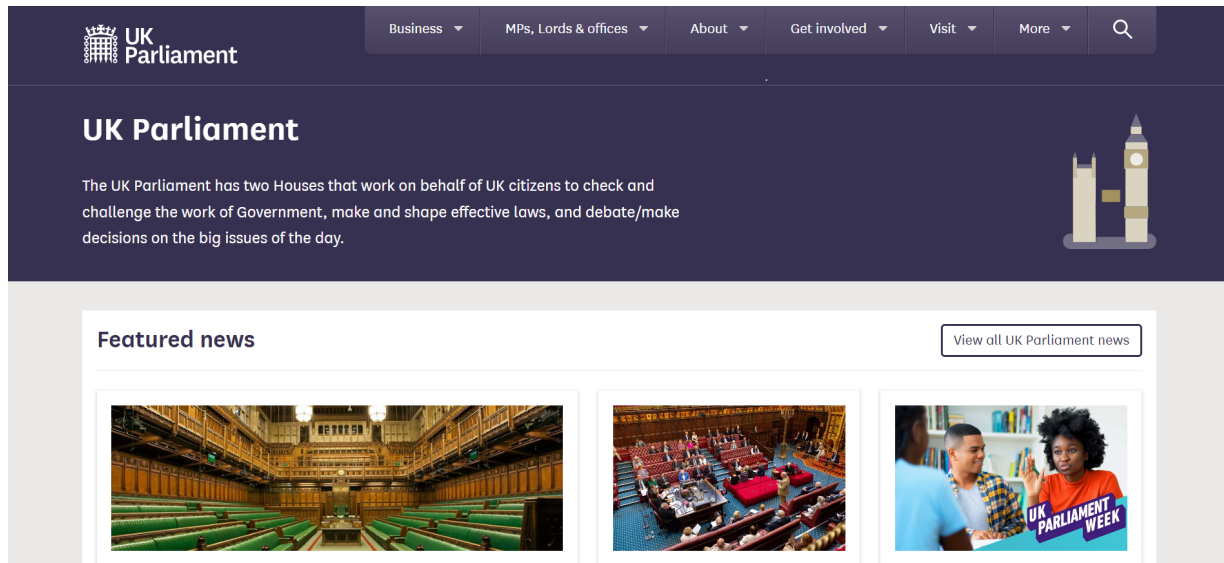 UK
Parliament
Business
MPs, Lords & offices
About
Get involved
Visit
More
UK Parliament
The UK Parliament has two Houses that work on behalf of UK citizens to check and
challenge the work of Government, make and shape effective laws, and debate/make
decisions on the big issues of the day.
Featured news
View all UK Parliament news
UK
PARLIAMENT
WEEK